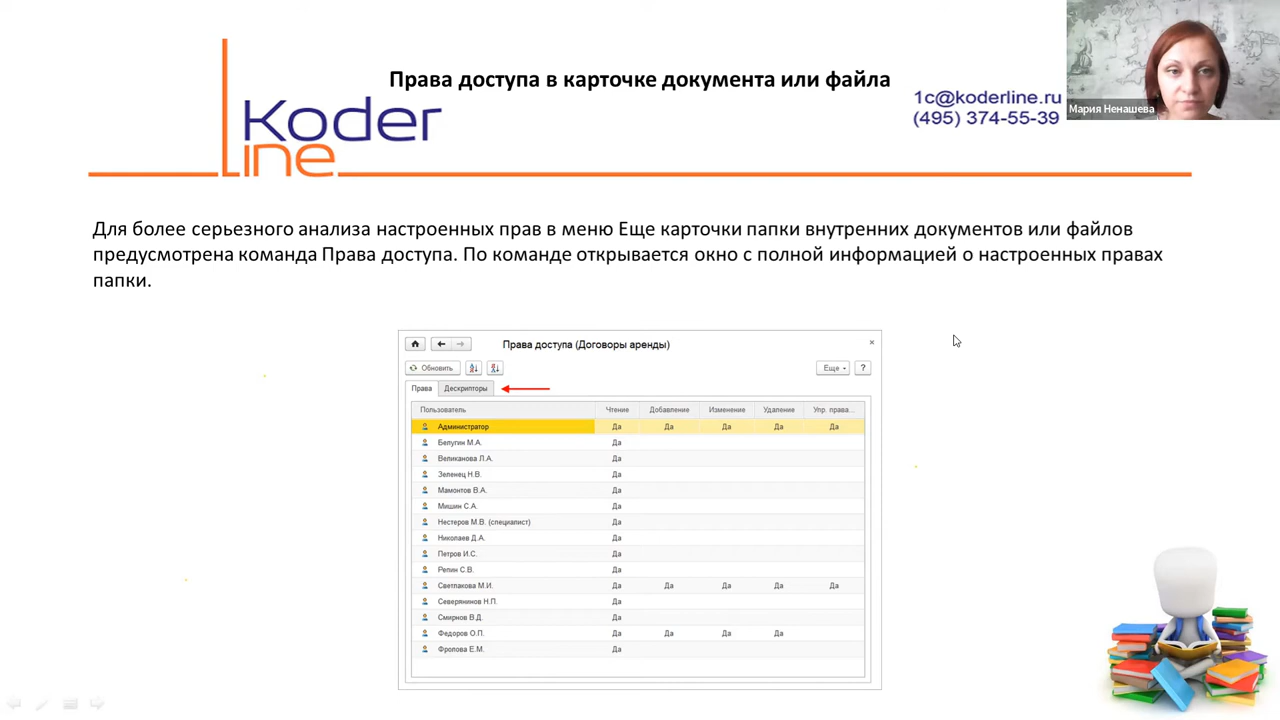 Права доступа в карточке документа или файла
Koder
line
1c@koderline.ru
(495) 374-55-39
Мария Ненашева
Для более серьезного анализа настроенных прав в меню Еще карточки папки внутренних документов или файлов
предусмотрена команда Права доступа. По команде открывается окно с полной информацией о настроенных правах
папки.
Права доступа (Договоры аренды)
Обновить Еще ?
Права Дескрипторы
Пользователь Чтение Добавление Изменение Удаление Упр. права...
Администратор Да Да Да Да Да
Белугин М.А. Да
Великанова Л.А. Да
Зеленец Н.В. Да
Мамонтов В.А. Да
Мишин С.А. Да
Нестеров М.В. (специалист) Да
Николаев Д.А. Да
Петров И.С. Да
Репин С.В. Да
Светлакова М.И. Да Да Да Да Да
Северянинов Н.П. Да
Смирнов В.Д. Да
Федоров О.П. Да Да Да Да
Фролова Е.М. Да